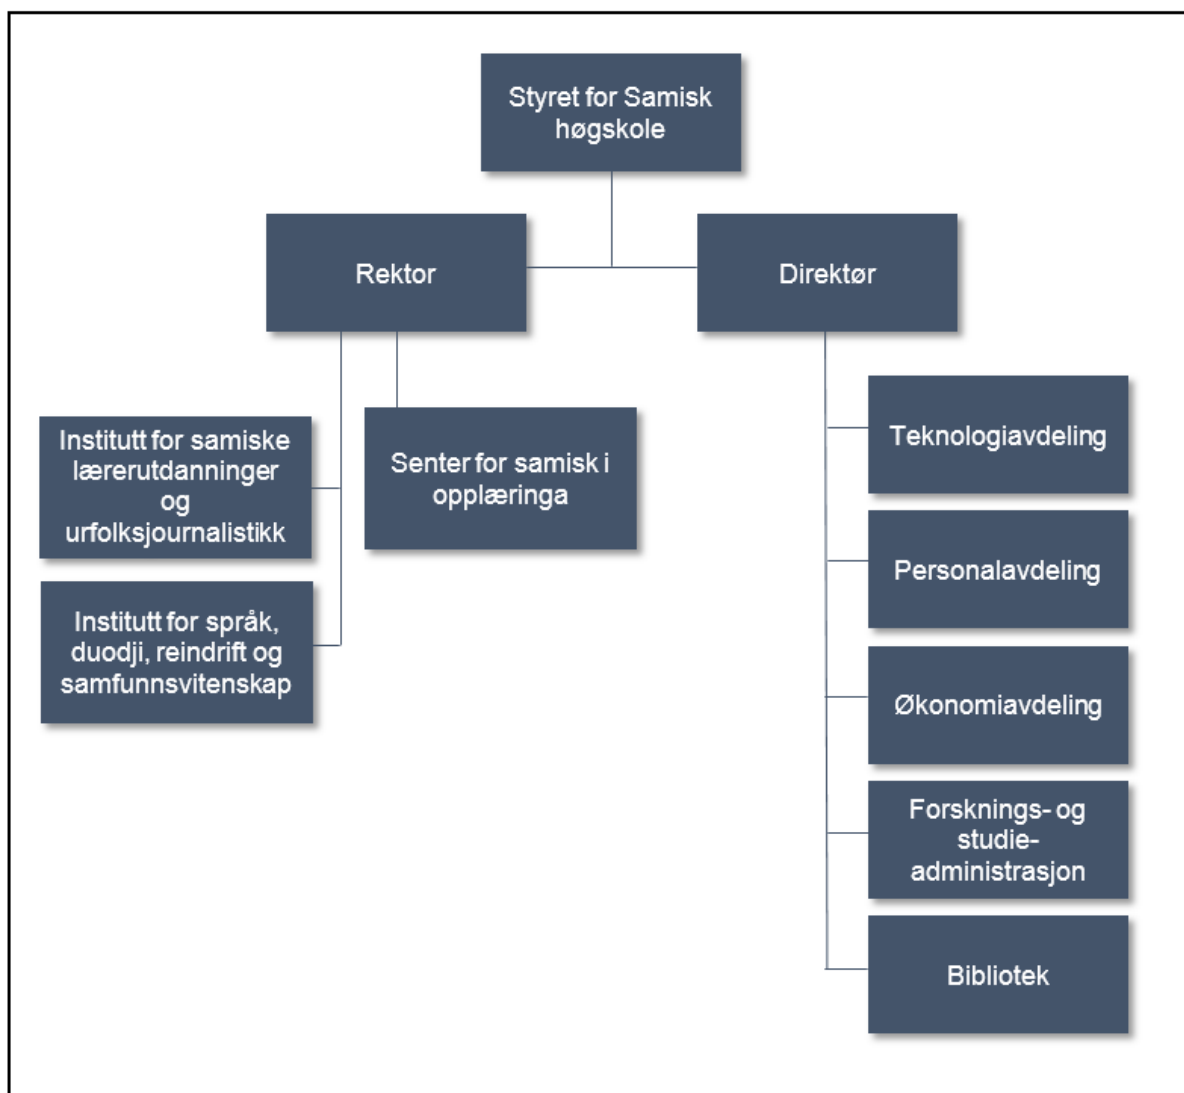 Styret for Samisk
høgskole
Rektor
Direktør
Institutt for samiske
lærerutdanninger
og
urfolksjournalistikk
Senter for samisk i
opplæringa
Institutt for språk,
duodji, reindrift og
samfunnsvitenskap
Teknologiavdeling
Personalavdeling
Økonomiavdeling
Forsknings- og
studie-
administrasjon
Bibliotek